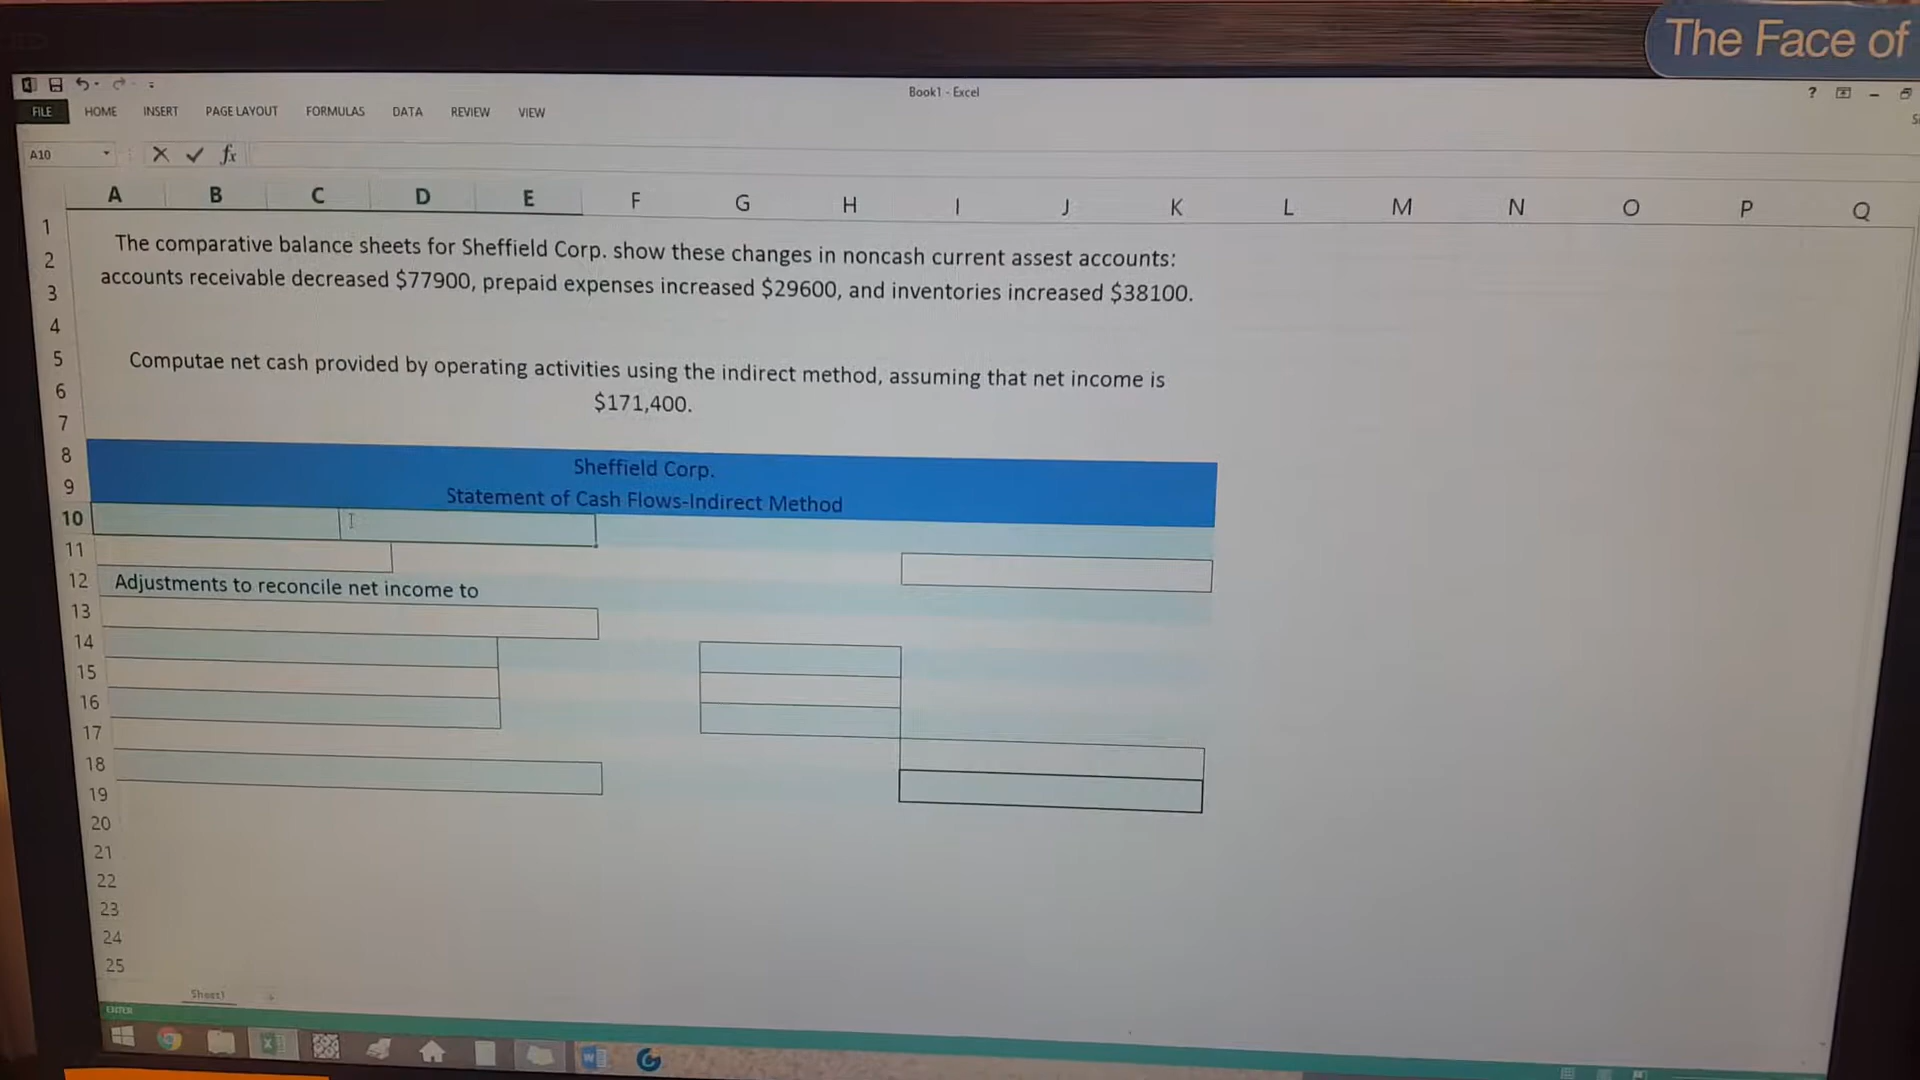 The Face of
Book1 - Excel
?
FILE HOME INSERT PAGE LAYOUT FORMULAS DATA REVIEW VIEW
A10 fx
A B C D E F G H I J K L M N O P Q
1
2 The comparative balance sheets for Sheffield Corp. show these changes in noncash current assest accounts:
3 accounts receivable decreased $77900, prepaid expenses increased $29600, and inventories increased $38100.
4
5 Computae net cash provided by operating activities using the indirect method, assuming that net income is
6 $171,400.
7
8 Sheffield Corp.
9 Statement of Cash Flows-Indirect Method
10
11
12 Adjustments to reconcile net income to
13
14
15
16
17
18
19
20
21
22
23
24
25
Sheet1
ENTER